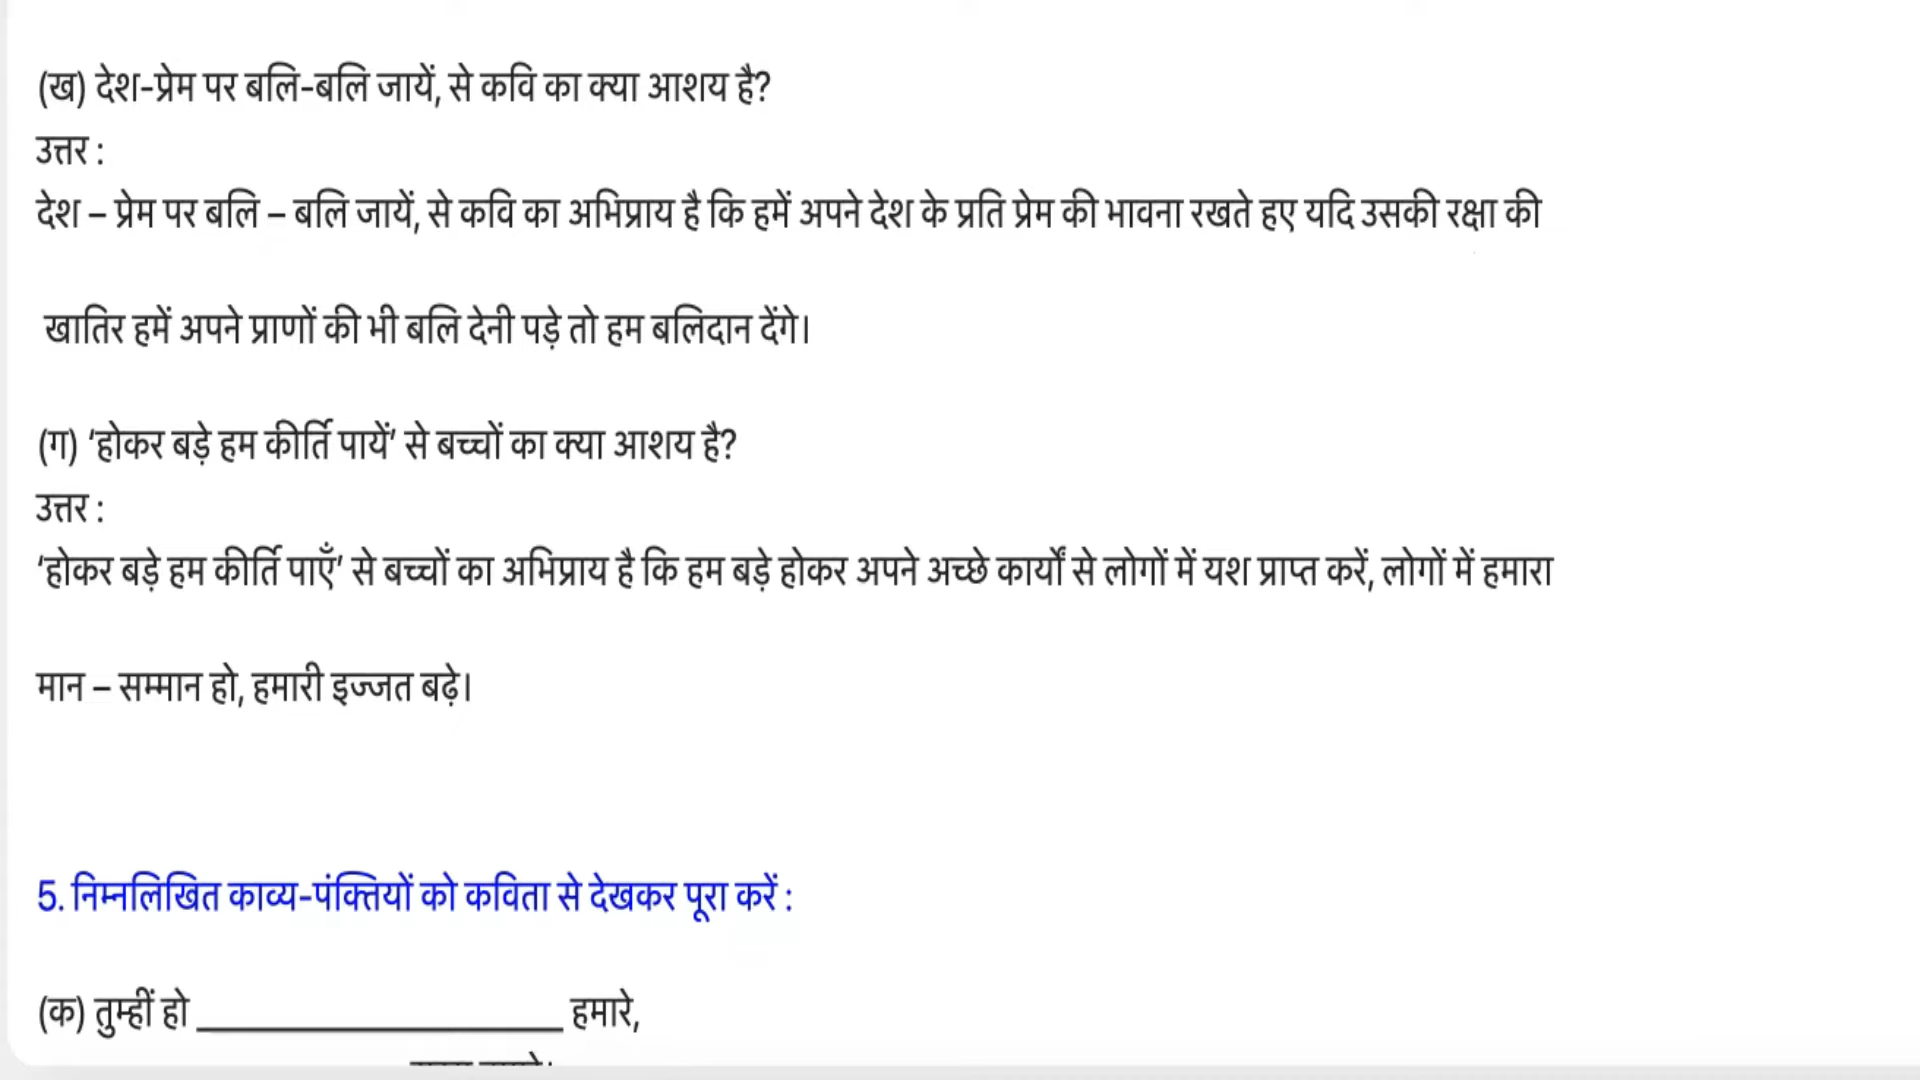 (ख) देश-प्रेम पर बलि-बलि जायें, से कवि का क्या आशय है?
उत्तर :
देश – प्रेम पर बलि – बलि जायें, से कवि का अभिप्राय है कि हमें अपने देश के प्रति प्रेम की भावना रखते हए यदि उसकी रक्षा की
खातिर हमें अपने प्राणों की भी बलि देनी पड़े तो हम बलिदान देंगे।
(ग) ‘होकर बड़े हम कीर्ति पायें’ से बच्चों का क्या आशय है?
उत्तर :
‘होकर बड़े हम कीर्ति पाएँ’ से बच्चों का अभिप्राय है कि हम बड़े होकर अपने अच्छे कार्यों से लोगों में यश प्राप्त करें, लोगों में हमारा
मान – सम्मान हो, हमारी इज्जत बढ़े।
5. निम्नलिखित काव्य-पंक्तियों को कविता से देखकर पूरा करें :
(क) तुम्हीं हो ____________________ हमारे,